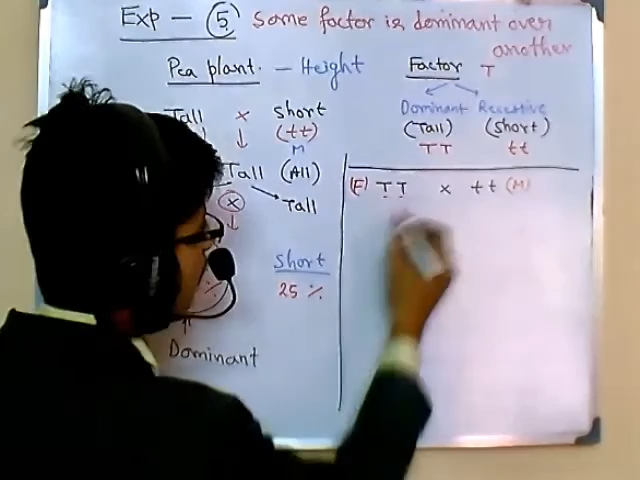 Exp - ⑤ Some factor is dominant over
another
Pea plant. - Height
Factor T
Dominant Recessive
(Tall) (short)
TT tt
Tall × short
(tt)
M
Tall (All)
Tall
×
short
25 %
Dominant
(F) TT × tt (M)